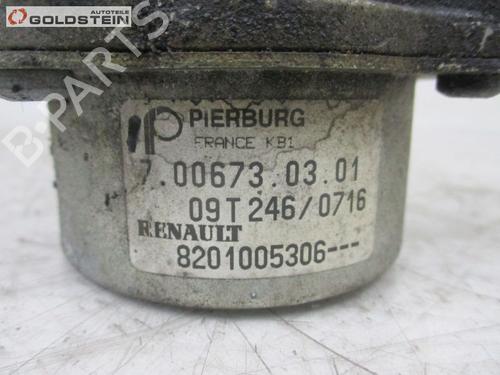 AUTOTEILE
GOLDSTEIN
B-PARTS
PIERBURG
FRANCE KB1
7.00673.03.01
09T246/0716
RENAULT
8201005306---